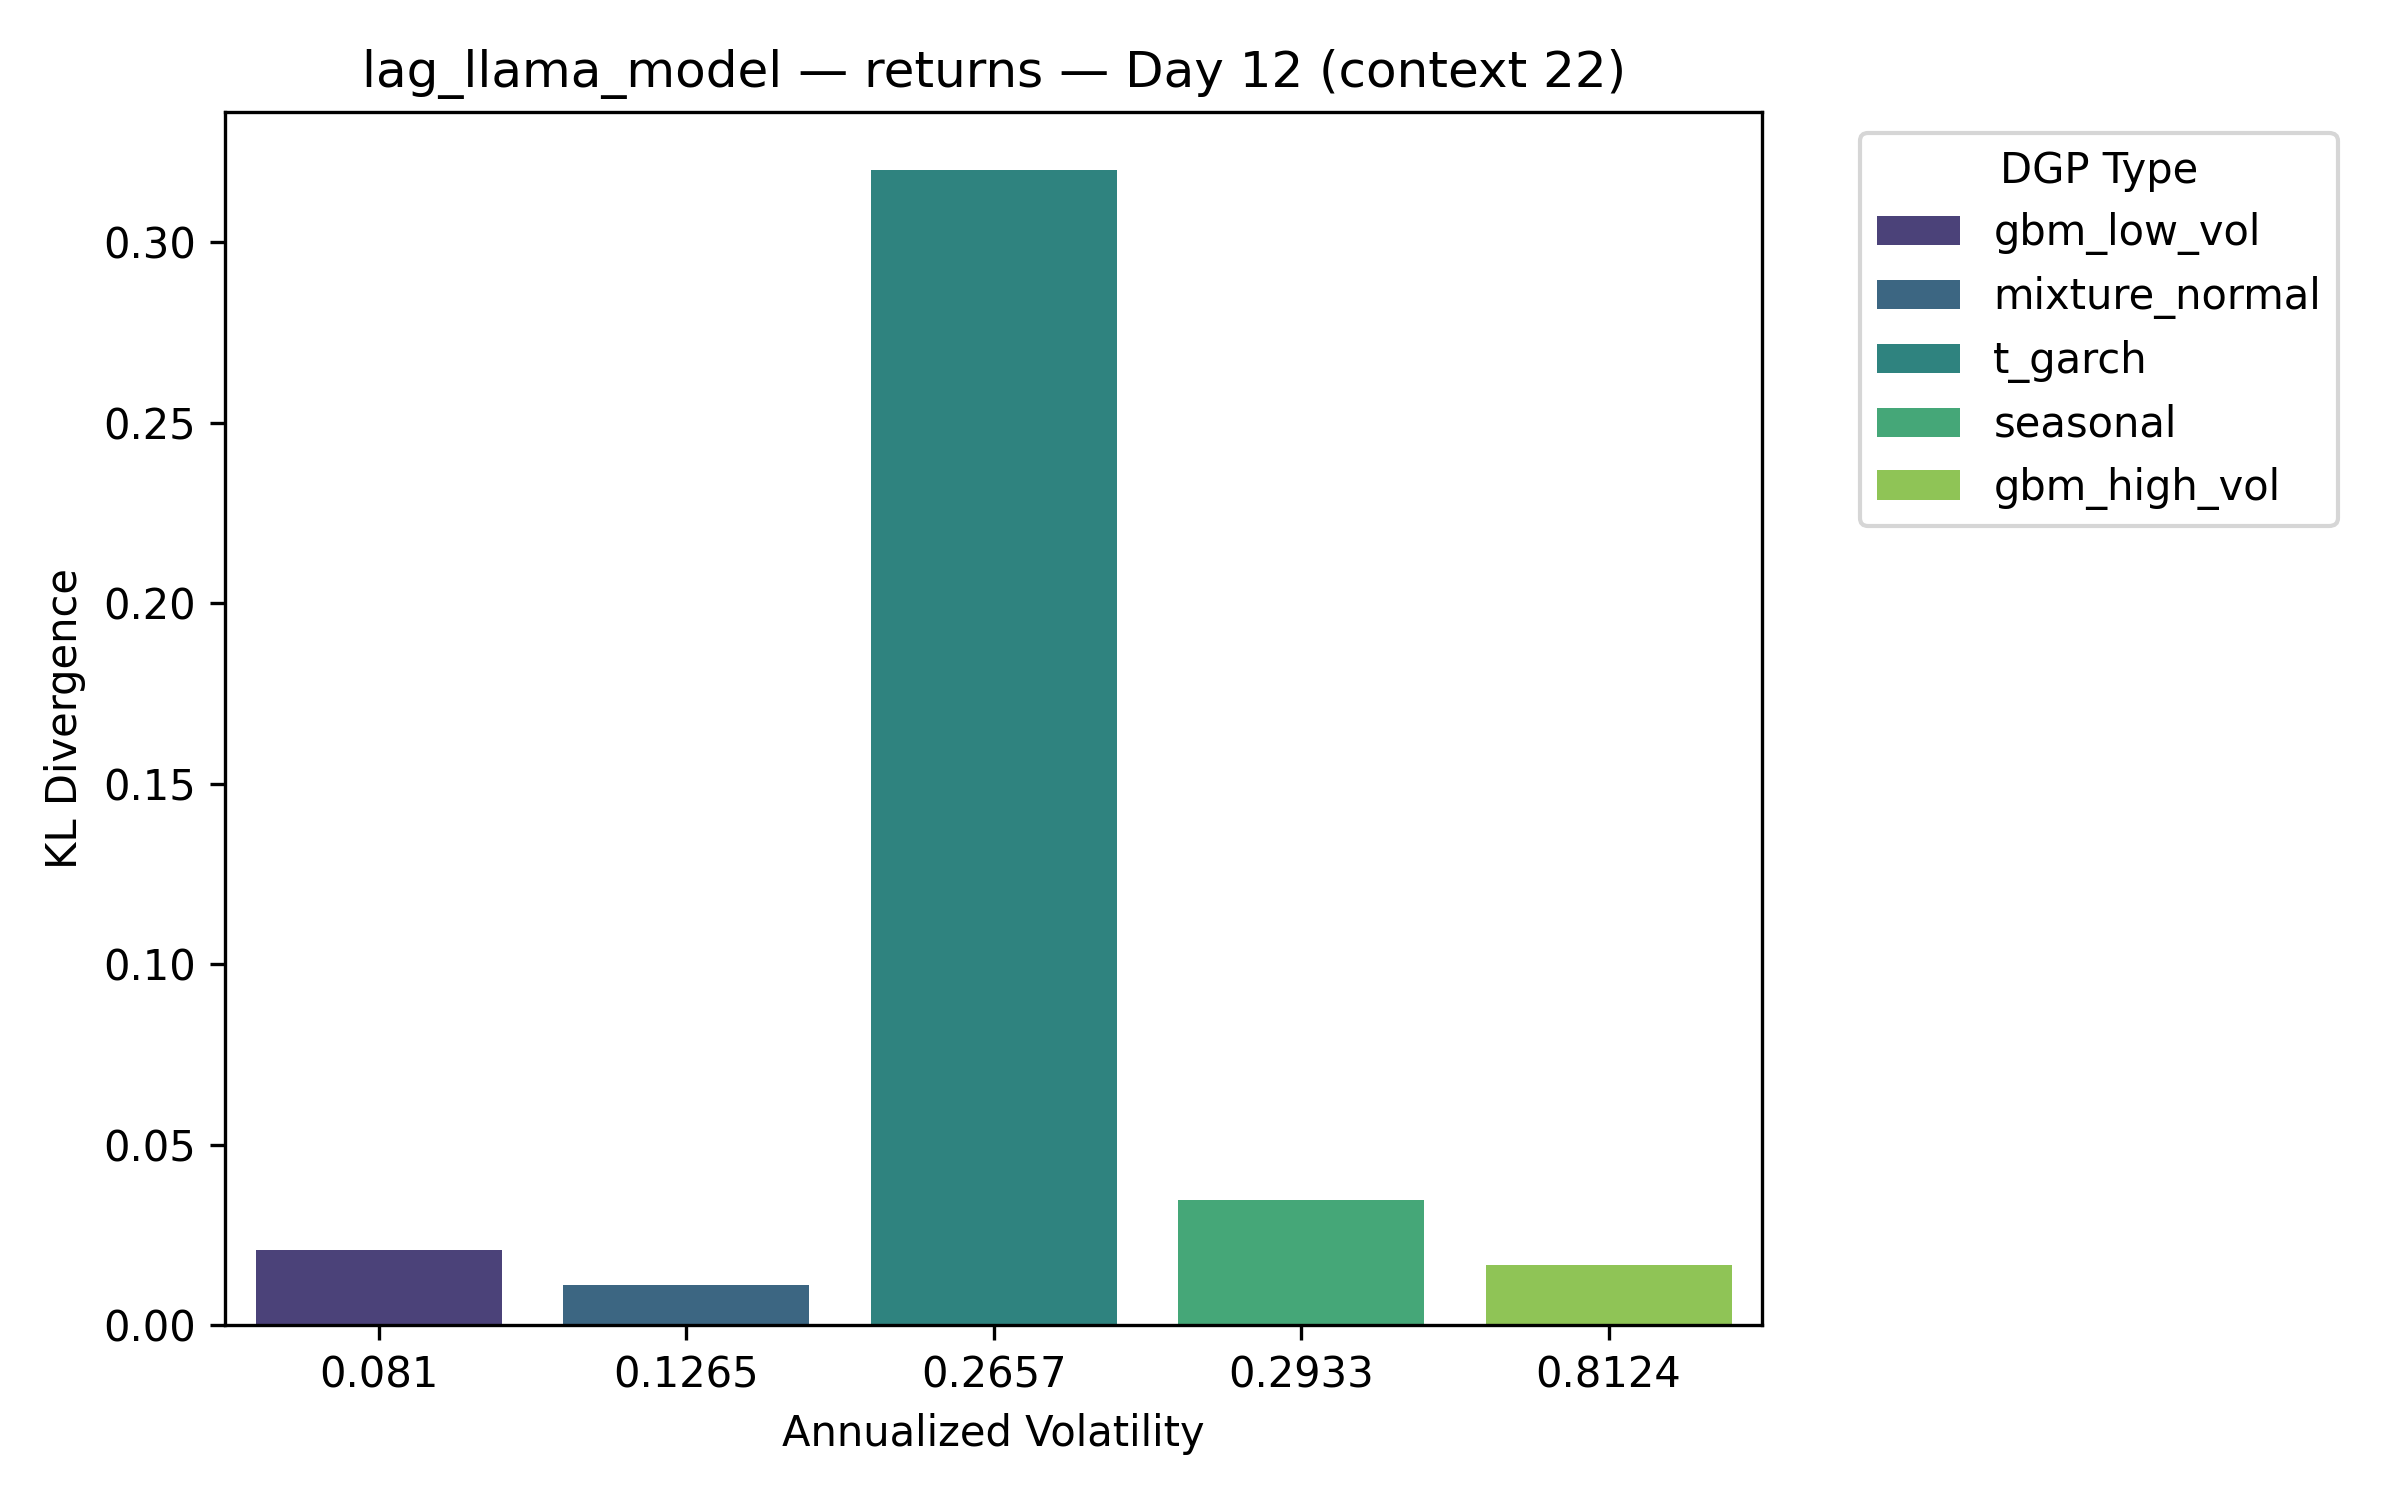 lag_llama_model — returns — Day 12 (context 22)
DGP Type
gbm_low_vol
mixture_normal
t_garch
seasonal
gbm_high_vol
KL Divergence
0.30
0.25
0.20
0.15
0.10
0.05
0.00
0.081
0.1265
0.2657
0.2933
0.8124
Annualized Volatility